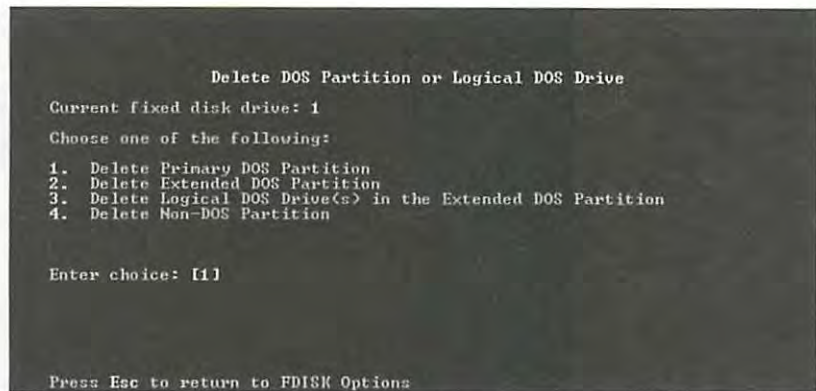 Delete DOS Partition or Logical DOS Drive
Current fixed disk drive: 1
Choose one of the following:
1. Delete Primary DOS Partition
2. Delete Extended DOS Partition
3. Delete Logical DOS Drive(s) in the Extended DOS Partition
4. Delete Non-DOS Partition
Enter choice: [1]
Press Esc to return to FDISK Options